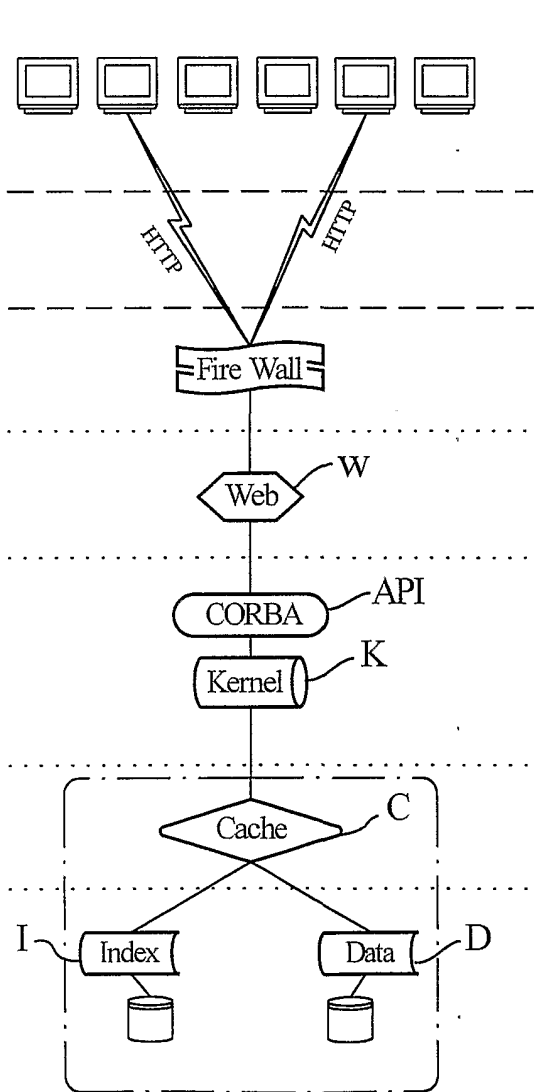 HTTP
HTTP
Fire Wall
Web
W
CORBA
API
Kernel
K
Cache
C
I
Index
Data
D